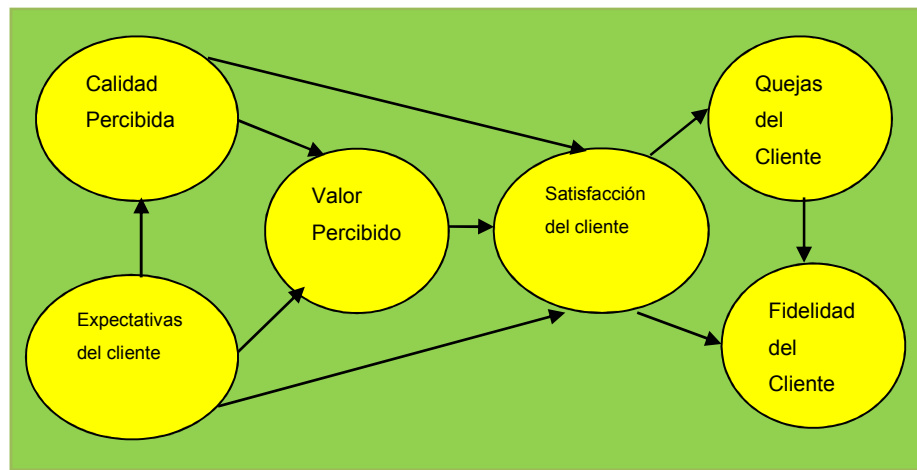 Calidad
Percibida
Quejas
del
Cliente
Valor
Percibido
Satisfacción
del cliente
Expectativas
del cliente
Fidelidad
del
Cliente